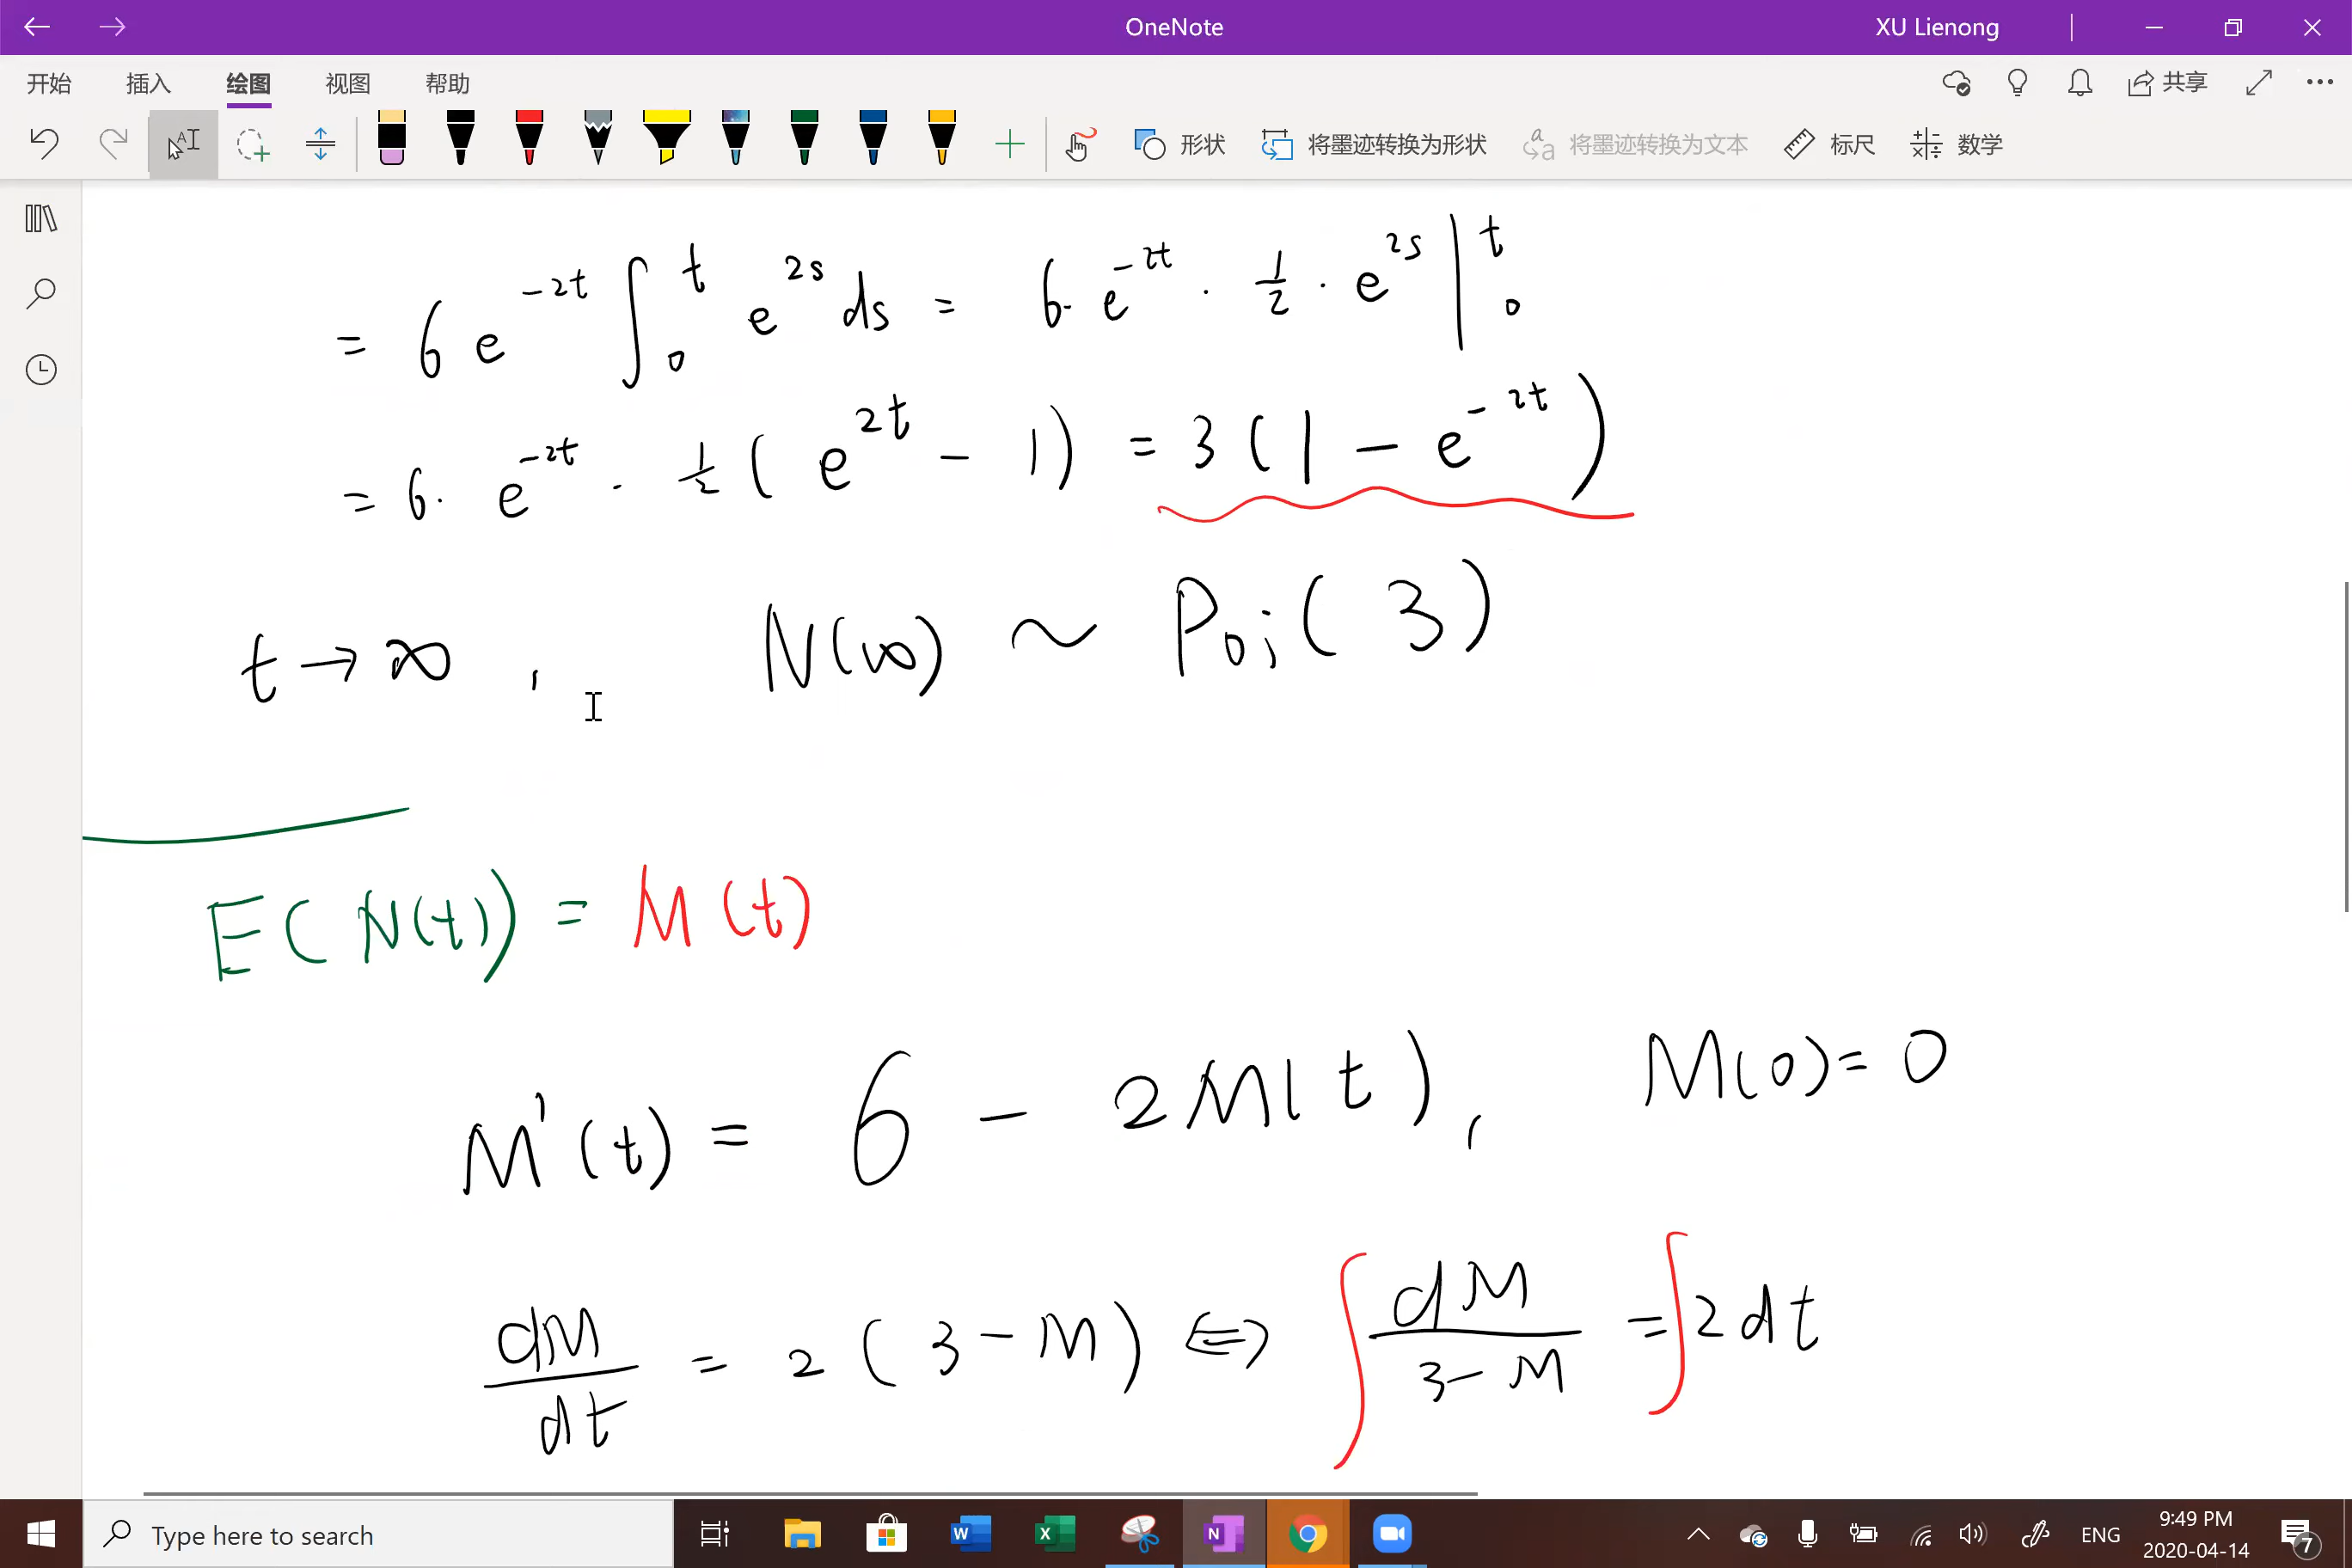 OneNote
XU Lienong
开始 插入 绘图 视图 帮助
共享
形状 将墨迹转换为形状 将墨迹转换为文本 标尺 数学
= 6 e^{-2t} ∫_0^t e^{2s} ds = 6 · e^{-2t} · 1/2 · e^{2s} |_0^t
= 6 · e^{-2t} · 1/2 ( e^{2t} - 1) = 3 ( 1 - e^{-2t} )
t → ∞ , N(∞) ~ Poi( 3 )
E( N(t)) = M (t)
M'(t) = 6 - 2M(t), M(0) = 0
dM/dt = 2 ( 3 - M) ⇔ ∫ dM/(3 - M) = ∫ 2 dt
Type here to search
ENG
9:49 PM
2020-04-14
7